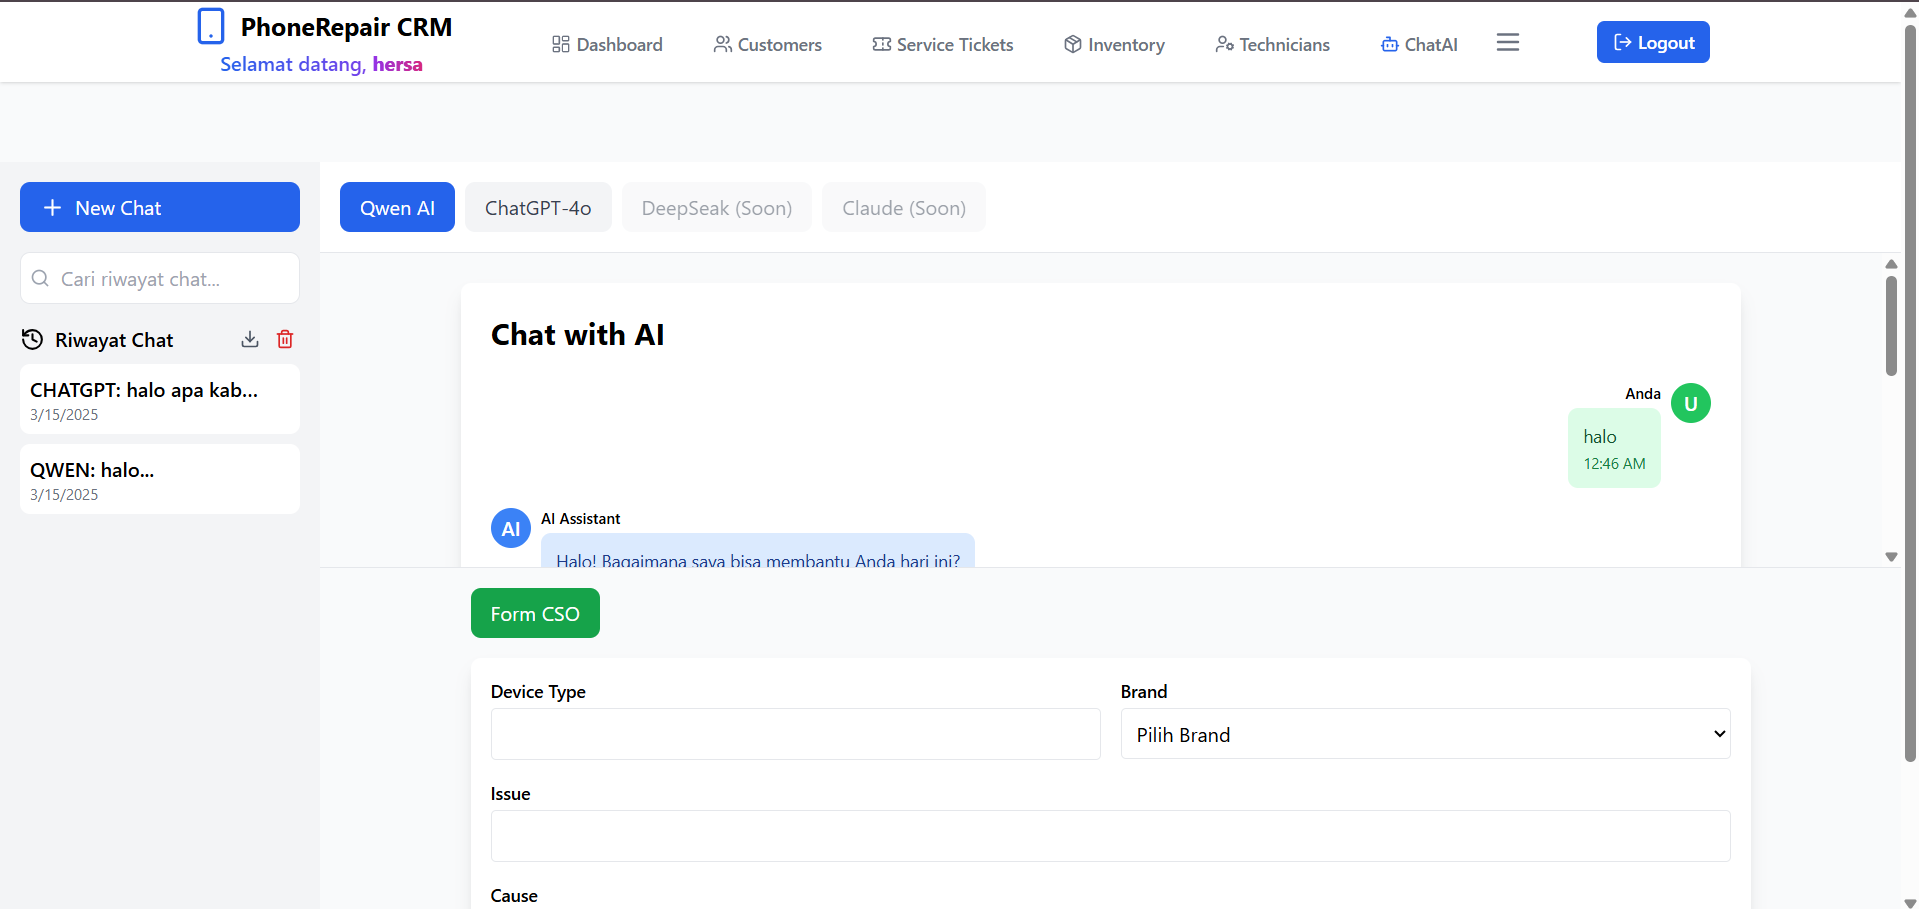 PhoneRepair CRM
Selamat datang, hersa
Dashboard
Customers
Service Tickets
Inventory
Technicians
ChatAI
Logout
New Chat
Cari riwayat chat...
Riwayat Chat
CHATGPT: halo apa kab...
3/15/2025
QWEN: halo...
3/15/2025
Qwen AI
ChatGPT-4o
DeepSeak (Soon)
Claude (Soon)
Chat with AI
Anda
U
halo
12:46 AM
AI
AI Assistant
Halo! Bagaimana saya bisa membantu Anda hari ini?
Form CSO
Device Type
Brand
Pilih Brand
Issue
Cause